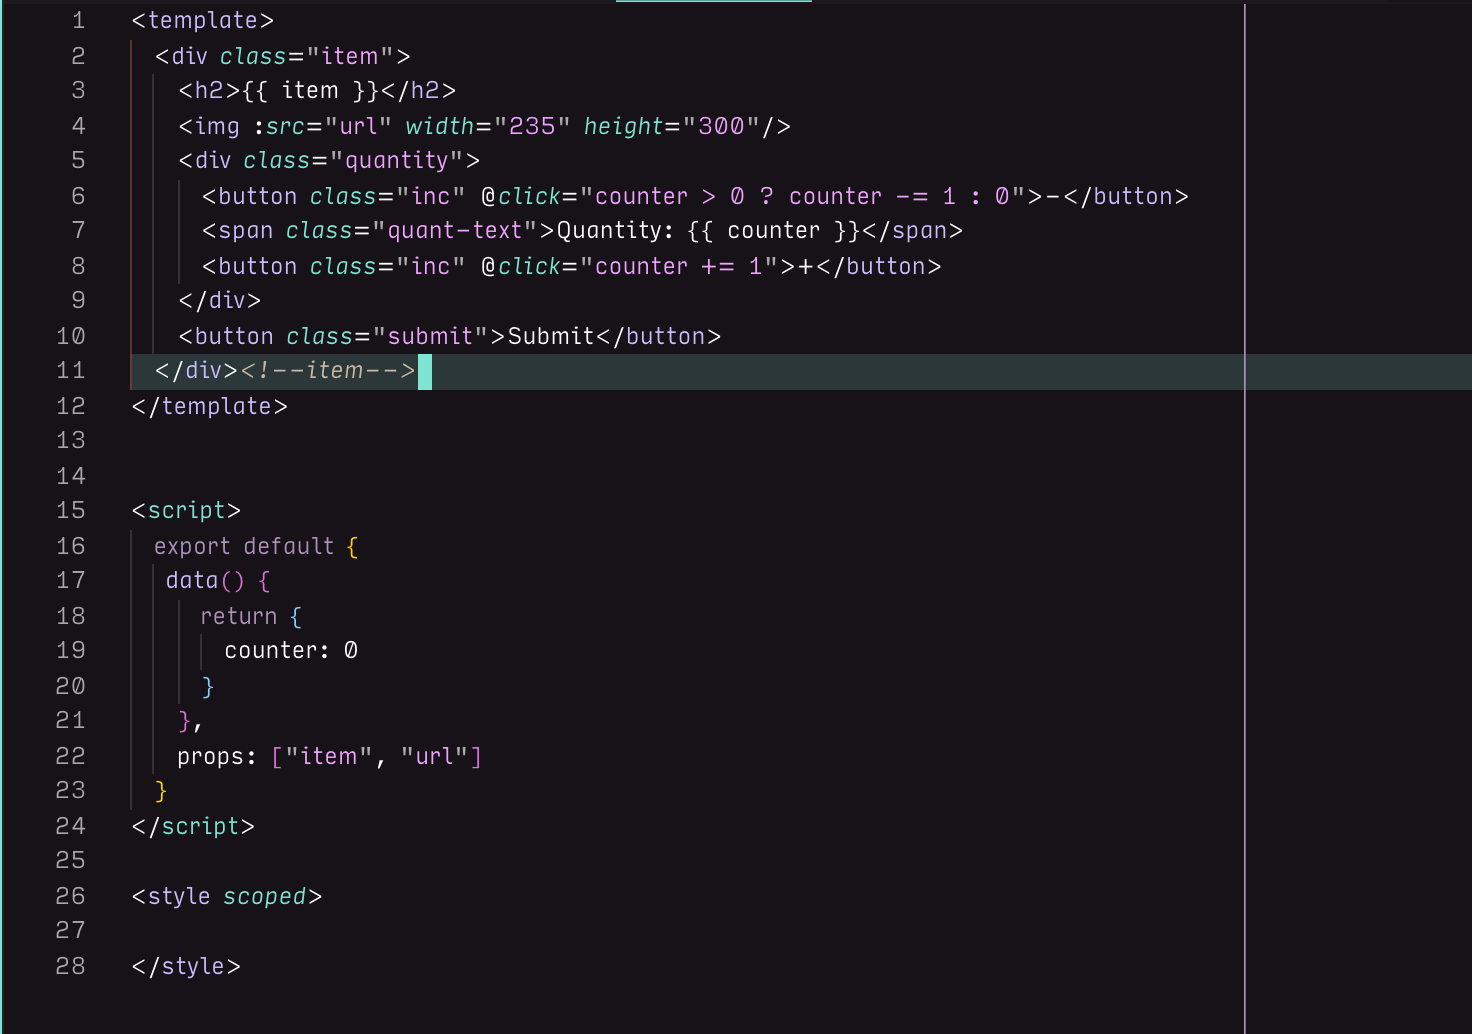 1 <template>
2 <div class="item">
3 <h2>{{ item }}</h2>
4 <img :src="url" width="235" height="300"/>
5 <div class="quantity">
6 <button class="inc" @click="counter > 0 ? counter -= 1 : 0">-</button>
7 <span class="quant-text">Quantity: {{ counter }}</span>
8 <button class="inc" @click="counter += 1">+</button>
9 </div>
10 <button class="submit">Submit</button>
11 </div><!--item-->
12 </template>
13
14
15 <script>
16 export default {
17 data() {
18 return {
19 counter: 0
20 }
21 },
22 props: ["item", "url"]
23 }
24 </script>
25
26 <style scoped>
27
28 </style>